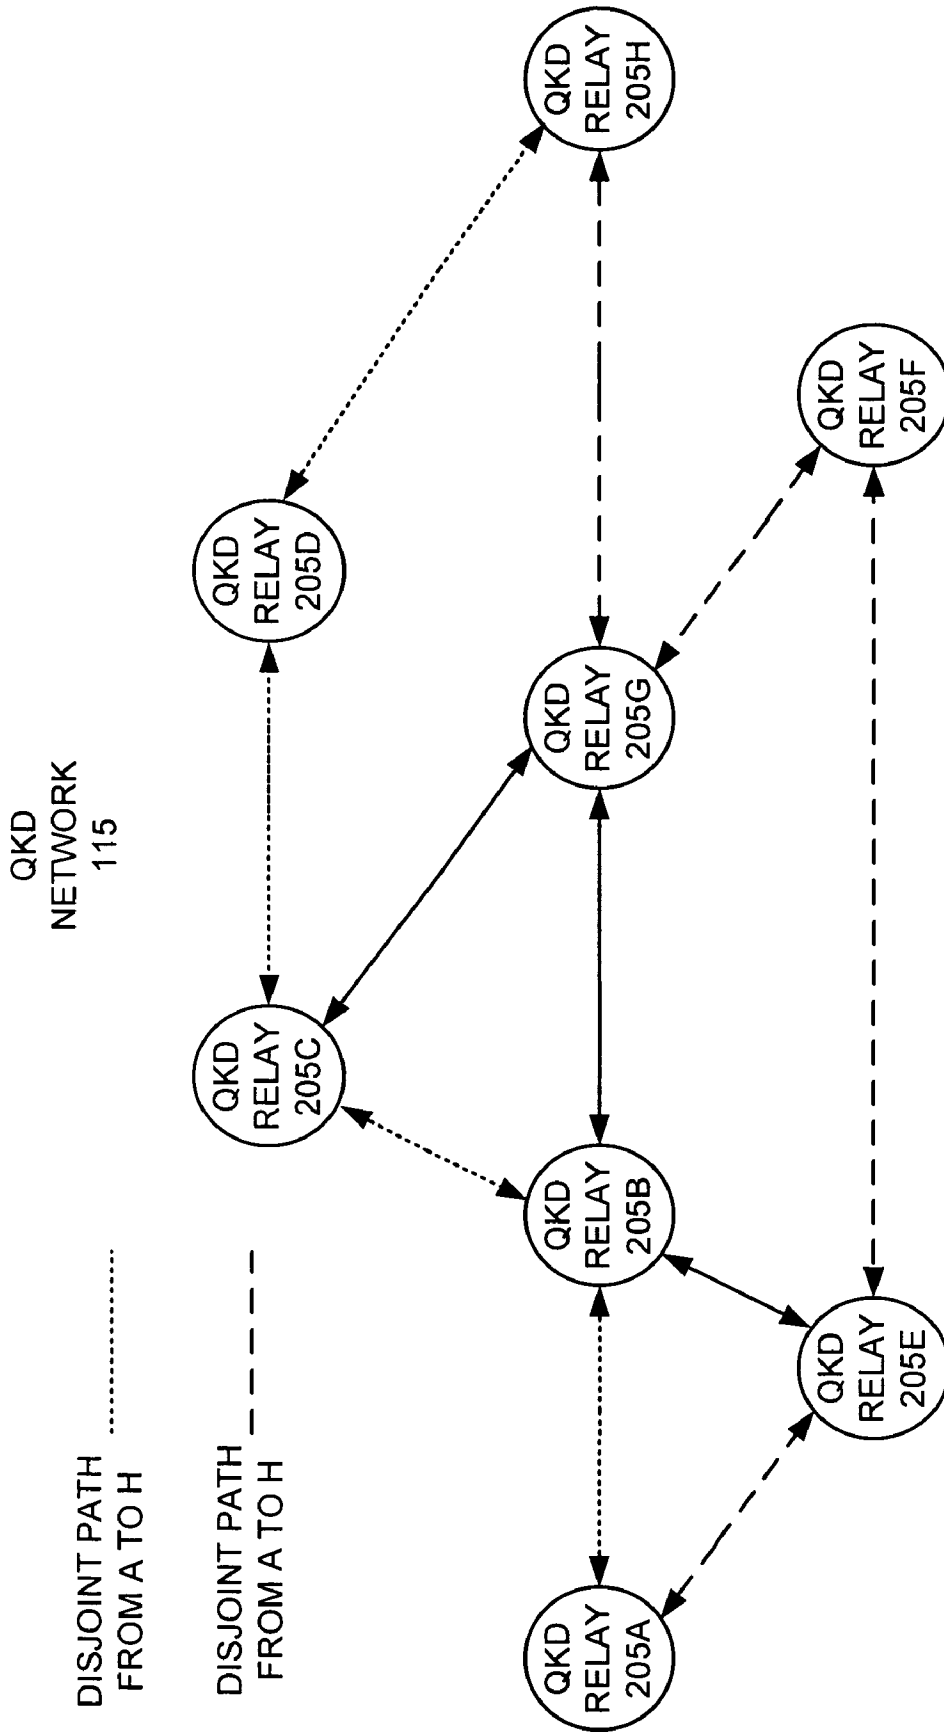 QKD
NETWORK
115
DISJOINT PATH
FROM A TO H
DISJOINT PATH
FROM A TO H
QKD
RELAY
205C
QKD
RELAY
205D
QKD
RELAY
205A
QKD
RELAY
205B
QKD
RELAY
205G
QKD
RELAY
205H
QKD
RELAY
205E
QKD
RELAY
205F